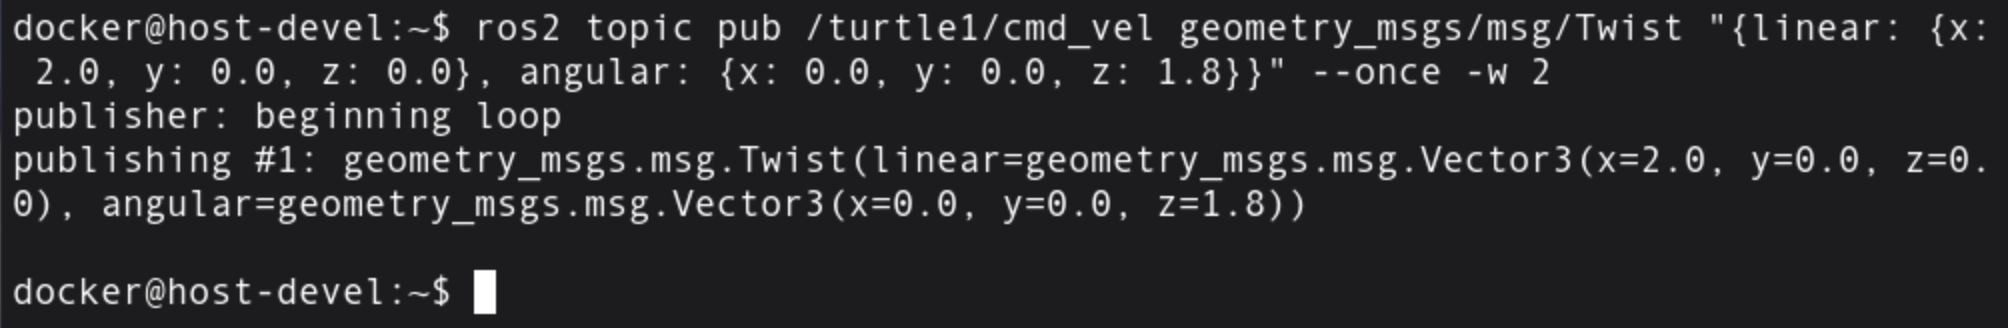 docker@host-devel:~$ ros2 topic pub /turtle1/cmd_vel geometry_msgs/msg/Twist "{linear: {x:
 2.0, y: 0.0, z: 0.0}, angular: {x: 0.0, y: 0.0, z: 1.8}}" --once -w 2
publisher: beginning loop
publishing #1: geometry_msgs.msg.Twist(linear=geometry_msgs.msg.Vector3(x=2.0, y=0.0, z=0.
0), angular=geometry_msgs.msg.Vector3(x=0.0, y=0.0, z=1.8))
docker@host-devel:~$